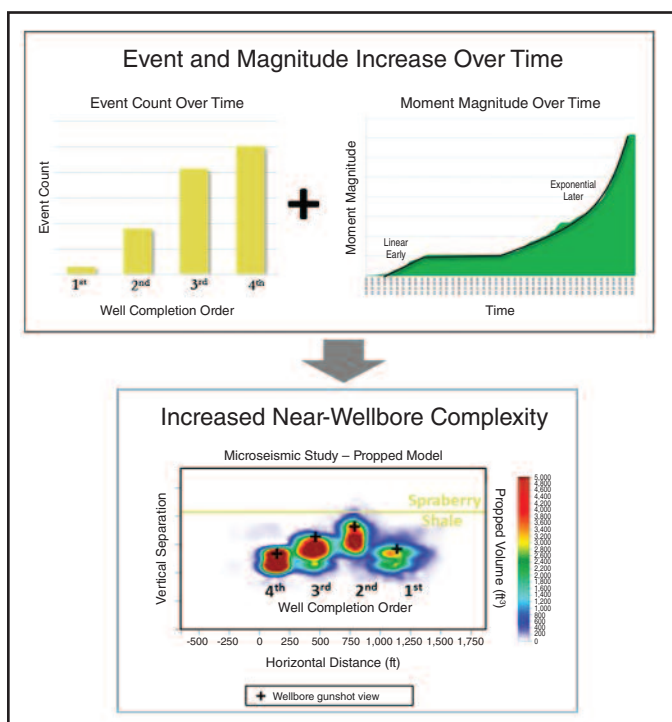 Event and Magnitude Increase Over Time
Event Count Over Time
Event Count
1st
2nd
3rd
4th
Well Completion Order
+
Moment Magnitude Over Time
Moment Magnitude
Linear
Early
Exponential
Later
Time
Increased Near-Wellbore Complexity
Microseismic Study – Propped Model
Vertical Separation
Spraberry
Shale
4th 3rd 2nd 1st
Well Completion Order
-500 -250 0 250 500 750 1,000 1,250 1,500 1,750
Horizontal Distance (ft)
Propped Volume (ft3)
5,000
4,800
4,600
4,400
4,200
4,000
3,800
3,600
3,400
3,200
3,000
2,800
2,600
2,400
2,200
2,000
1,800
1,600
1,400
1,200
1,000
800
600
400
200
0
+ Wellbore gunshot view